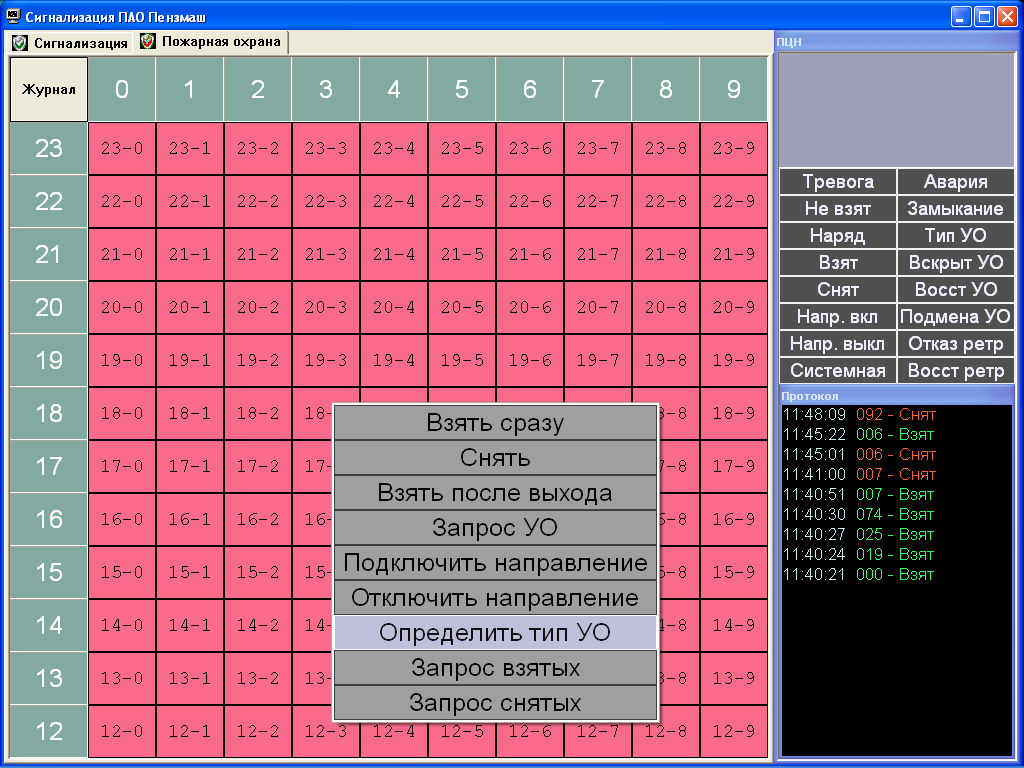 Сигнализация ПАО Пензмаш
Сигнализация Пожарная охрана
ПЦН
Журнал 0 1 2 3 4 5 6 7 8 9
23 23-0 23-1 23-2 23-3 23-4 23-5 23-6 23-7 23-8 23-9
22 22-0 22-1 22-2 22-3 22-4 22-5 22-6 22-7 22-8 22-9
21 21-0 21-1 21-2 21-3 21-4 21-5 21-6 21-7 21-8 21-9
20 20-0 20-1 20-2 20-3 20-4 20-5 20-6 20-7 20-8 20-9
19 19-0 19-1 19-2 19-3 19-4 19-5 19-6 19-7 19-8 19-9
18 18-0 18-1 18-2 18- 8-8 18-9
17 17-0 17-1 17-2 17- 7-8 17-9
16 16-0 16-1 16-2 16- 6-8 16-9
15 15-0 15-1 15-2 15- 5-8 15-9
14 14-0 14-1 14-2 14- 4-8 14-9
13 13-0 13-1 13-2 13- 3-8 13-9
12 12-0 12-1 12-2 12-3 12-4 12-5 12-6 12-7 12-8 12-9
Взять сразу
Снять
Взять после выхода
Запрос УО
Подключить направление
Отключить направление
Определить тип УО
Запрос взятых
Запрос снятых
Тревога Авария
Не взят Замыкание
Наряд Тип УО
Взят Вскрыт УО
Снят Восст УО
Напр. вкл Подмена УО
Напр. выкл Отказ ретр
Системная Восст ретр
Протокол
11:48:09 092 - Снят
11:45:22 006 - Взят
11:45:01 006 - Снят
11:41:00 007 - Снят
11:40:51 007 - Взят
11:40:30 074 - Взят
11:40:27 025 - Взят
11:40:24 019 - Взят
11:40:21 000 - Взят